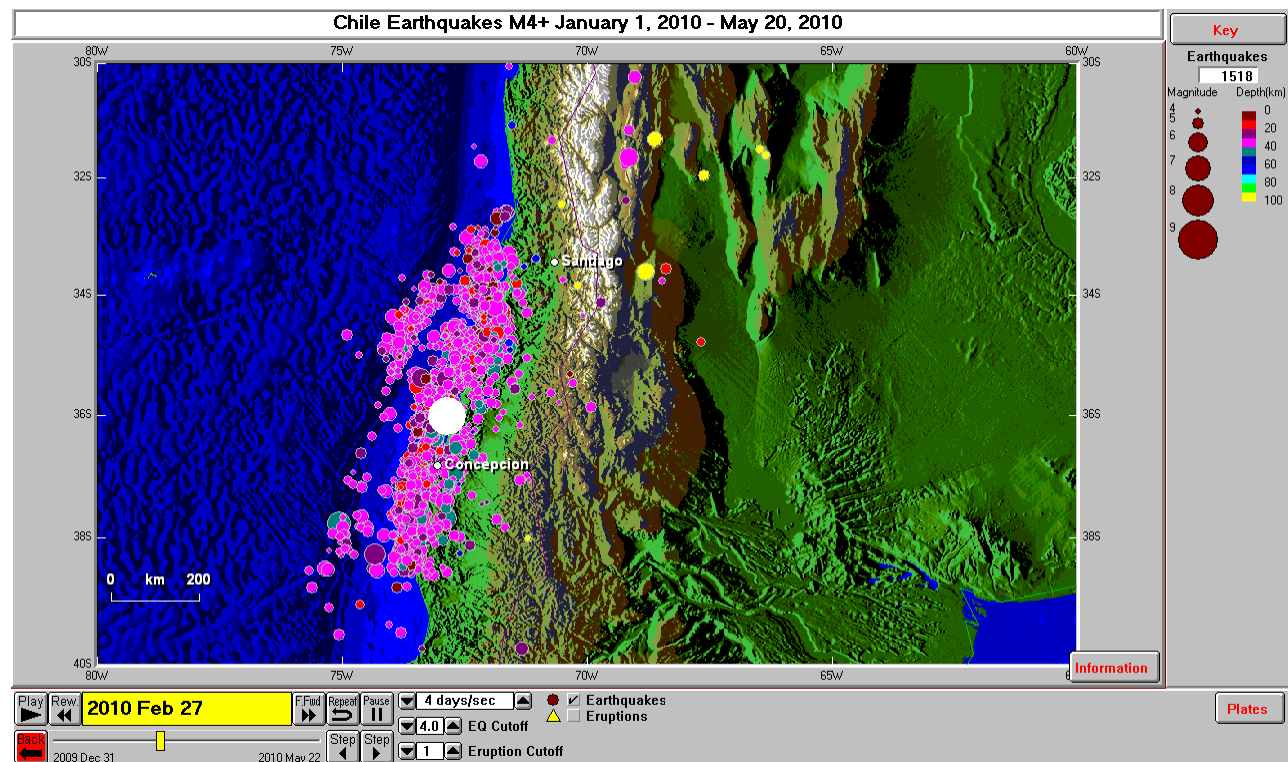 Chile Earthquakes M4+ January 1, 2010 - May 20, 2010
Key
80W 75W 70W 65W 60W
Earthquakes
1518
Magnitude Depth(km)
4 0
5 20
6 40
7 60
8 80
9 100
30S 30S
32S 32S
Santiago
34S 34S
36S 36S
Concepcion
38S 38S
0 km 200
40S
80W 75W 70W 65W
Information
Play Rew. 2010 Feb 27 F.Fwd Repeat Pause
4 days/sec Earthquakes
4.0 EQ Cutoff Eruptions
Plates
Back Step Step
1 Eruption Cutoff
2009 Dec 31 2010 May 22